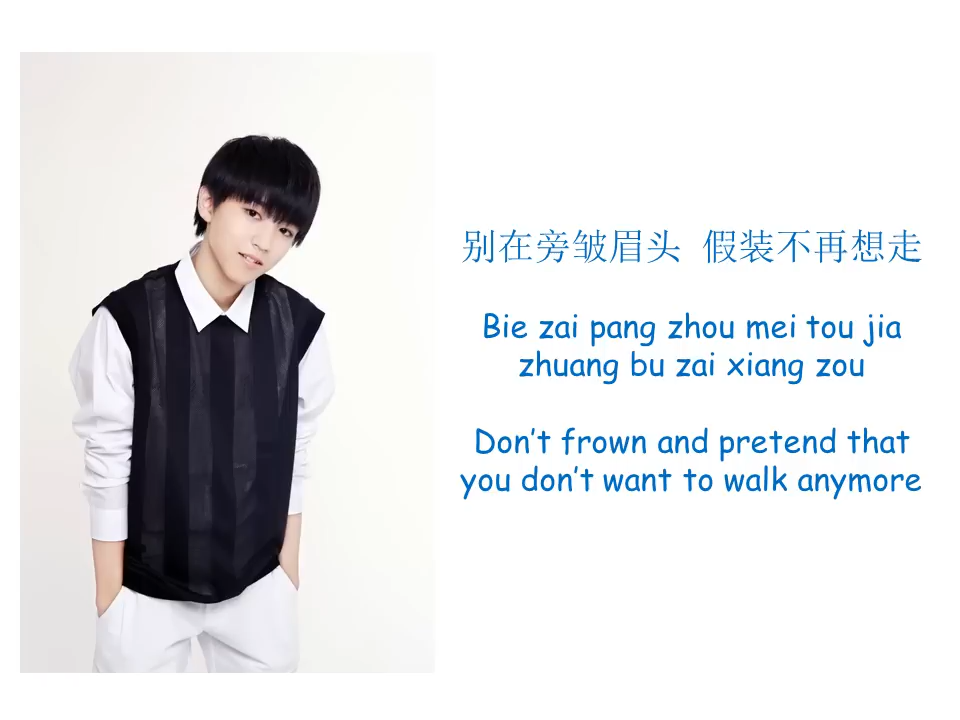 别在旁皱眉头 假装不再想走
Bie zai pang zhou mei tou jia
zhuang bu zai xiang zou
Don't frown and pretend that
you don't want to walk anymore